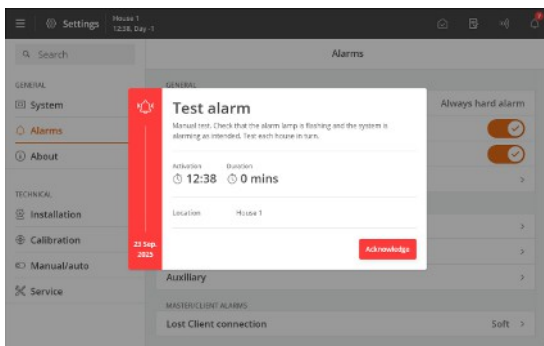 Settings
House 1
12:38, Day -1
Search
Alarms
GENERAL
System
Alarms
About
TECHNICAL
Installation
Calibration
Manual/auto
Service
GENERAL
Always hard alarm
Test alarm
Manual test. Check that the alarm lamp is flashing and the system is
alarming as intended. Test each house in turn.
Activation Duration
12:38 0 mins
Location House 1
23 Sep.
2025
Acknowledge
Auxiliary
MASTER/CLIENT ALARMS
Lost Client connection Soft